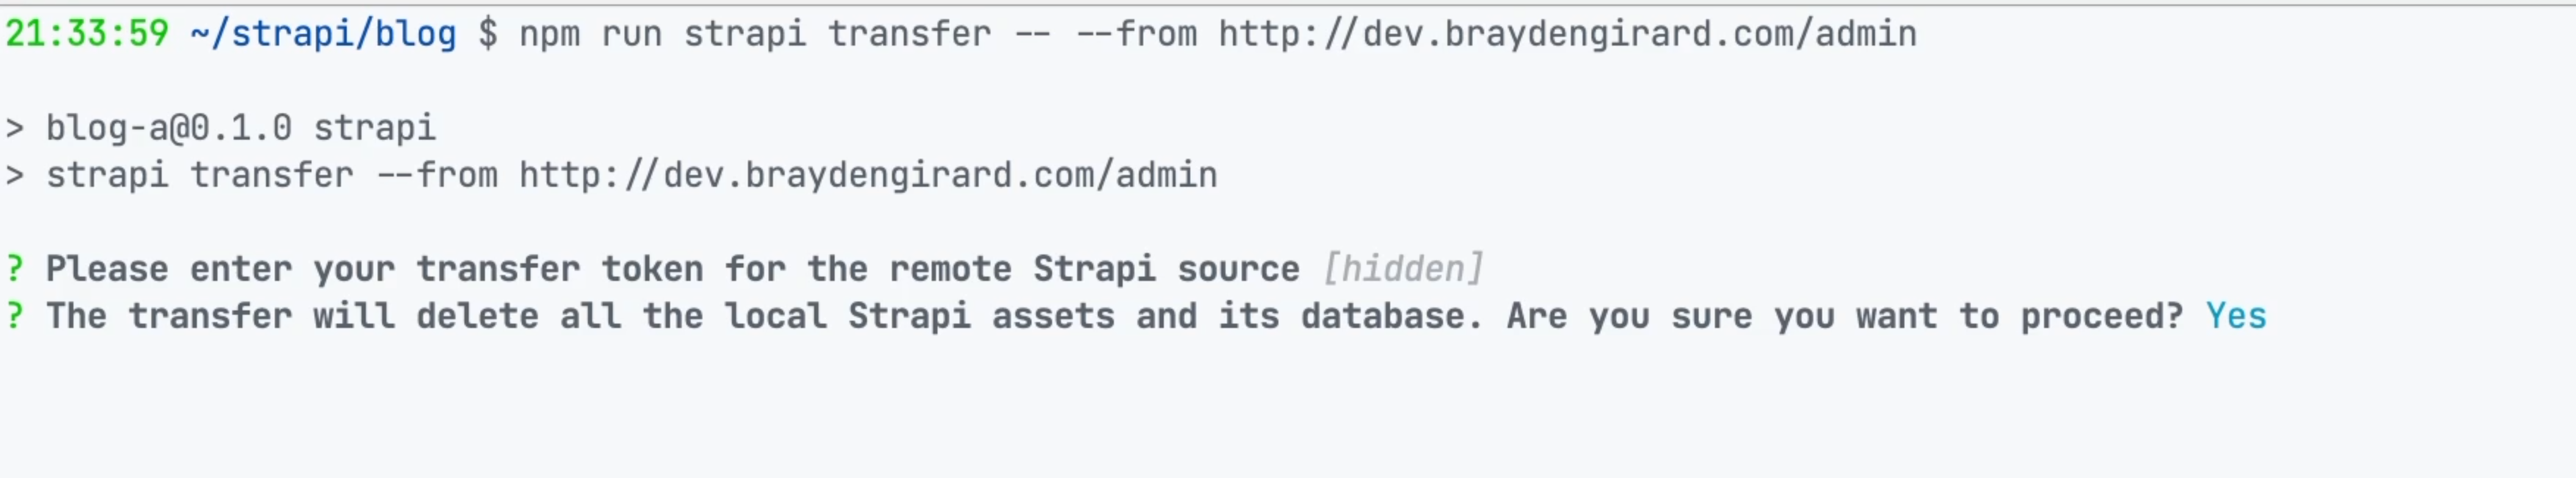 21:33:59 ~/strapi/blog $ npm run strapi transfer -- --from http://dev.braydengirard.com/admin
> blog-a@0.1.0 strapi
> strapi transfer --from http://dev.braydengirard.com/admin
? Please enter your transfer token for the remote Strapi source [hidden]
? The transfer will delete all the local Strapi assets and its database. Are you sure you want to proceed? Yes